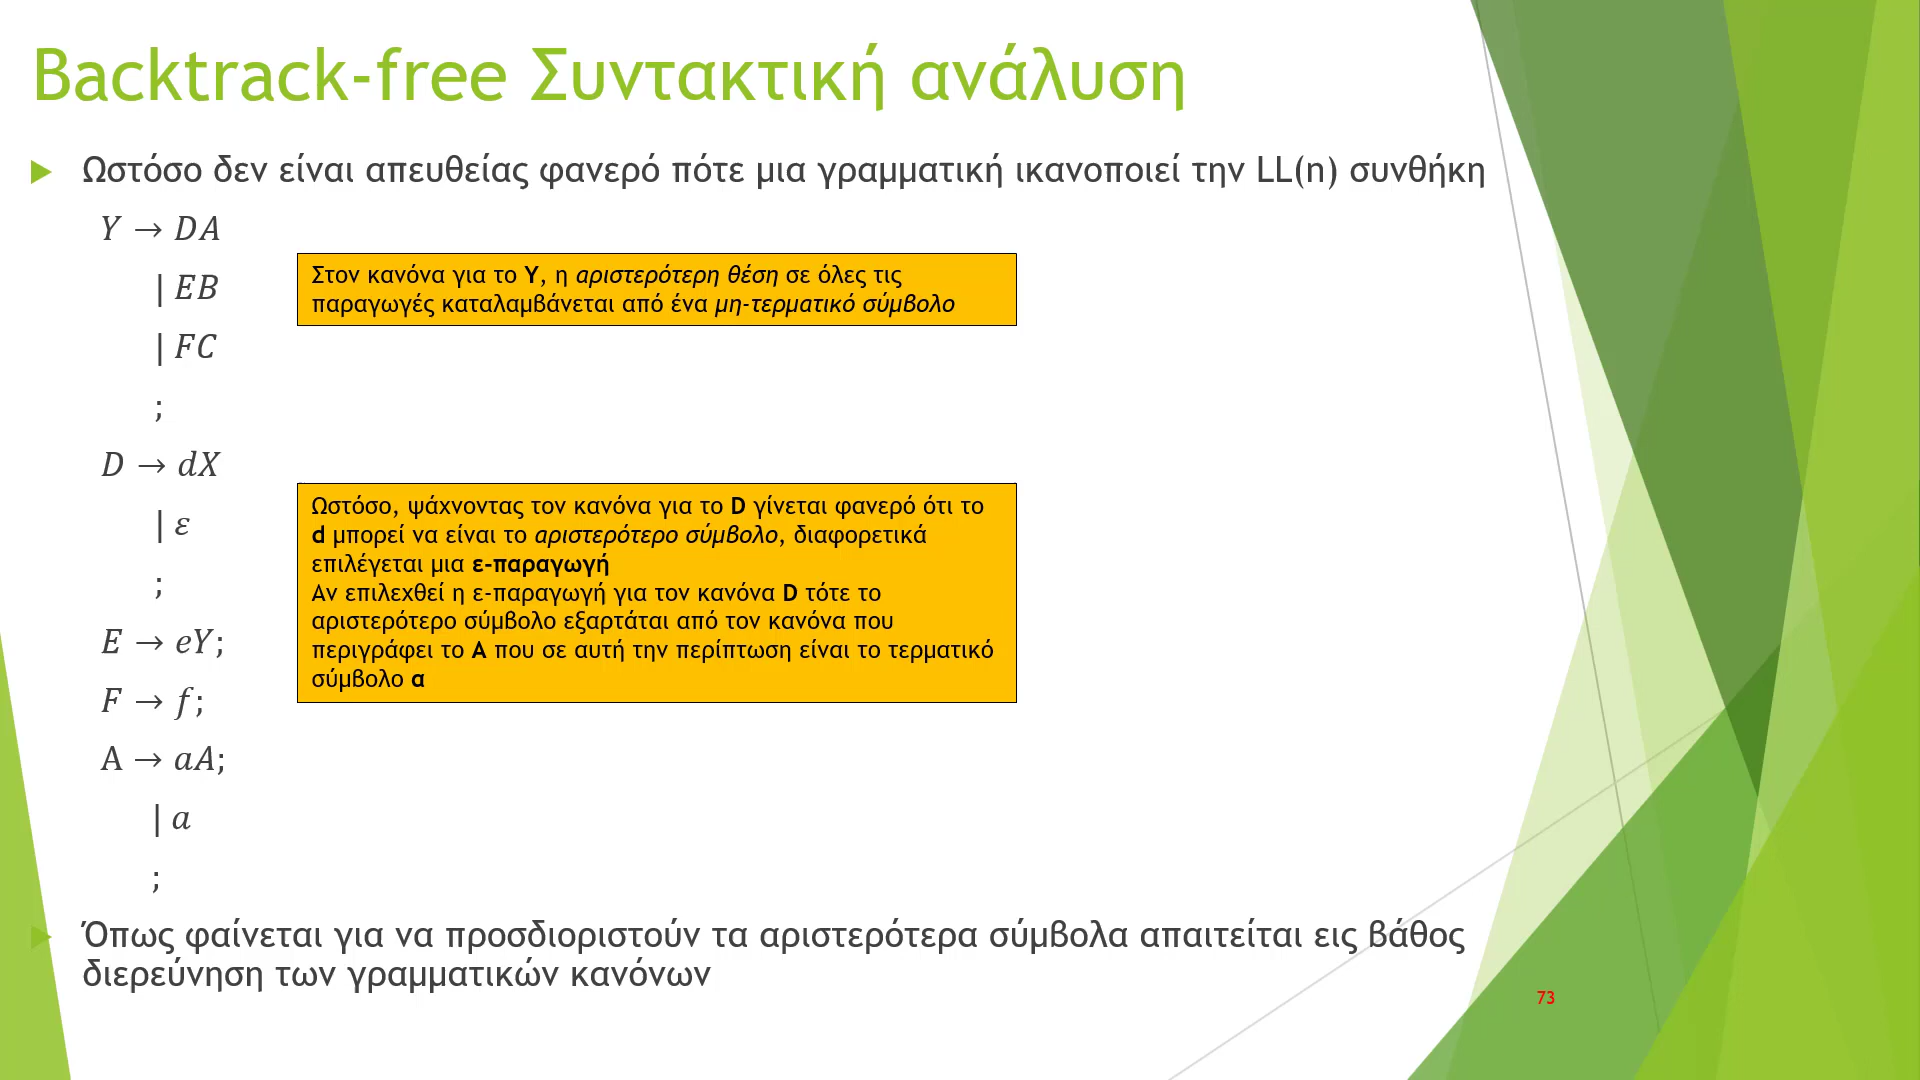 Backtrack-free Συντακτική ανάλυση
Ωστόσο δεν είναι απευθείας φανερό πότε μια γραμματική ικανοποιεί την LL(n) συνθήκη
Y → DA
| EB
| FC
;
Στον κανόνα για το Y, η αριστερότερη θέση σε όλες τις
παραγωγές καταλαμβάνεται από ένα μη-τερματικό σύμβολο
D → dX
| ε
;
Ωστόσο, ψάχνοντας τον κανόνα για το D γίνεται φανερό ότι το
d μπορεί να είναι το αριστερότερο σύμβολο, διαφορετικά
επιλέγεται μια ε-παραγωγή
Αν επιλεχθεί η ε-παραγωγή για τον κανόνα D τότε το
αριστερότερο σύμβολο εξαρτάται από τον κανόνα που
περιγράφει το A που σε αυτή την περίπτωση είναι το τερματικό
σύμβολο α
E → eY;
F → f;
A → aA;
| a
;
Όπως φαίνεται για να προσδιοριστούν τα αριστερότερα σύμβολα απαιτείται εις βάθος
διερεύνηση των γραμματικών κανόνων
73